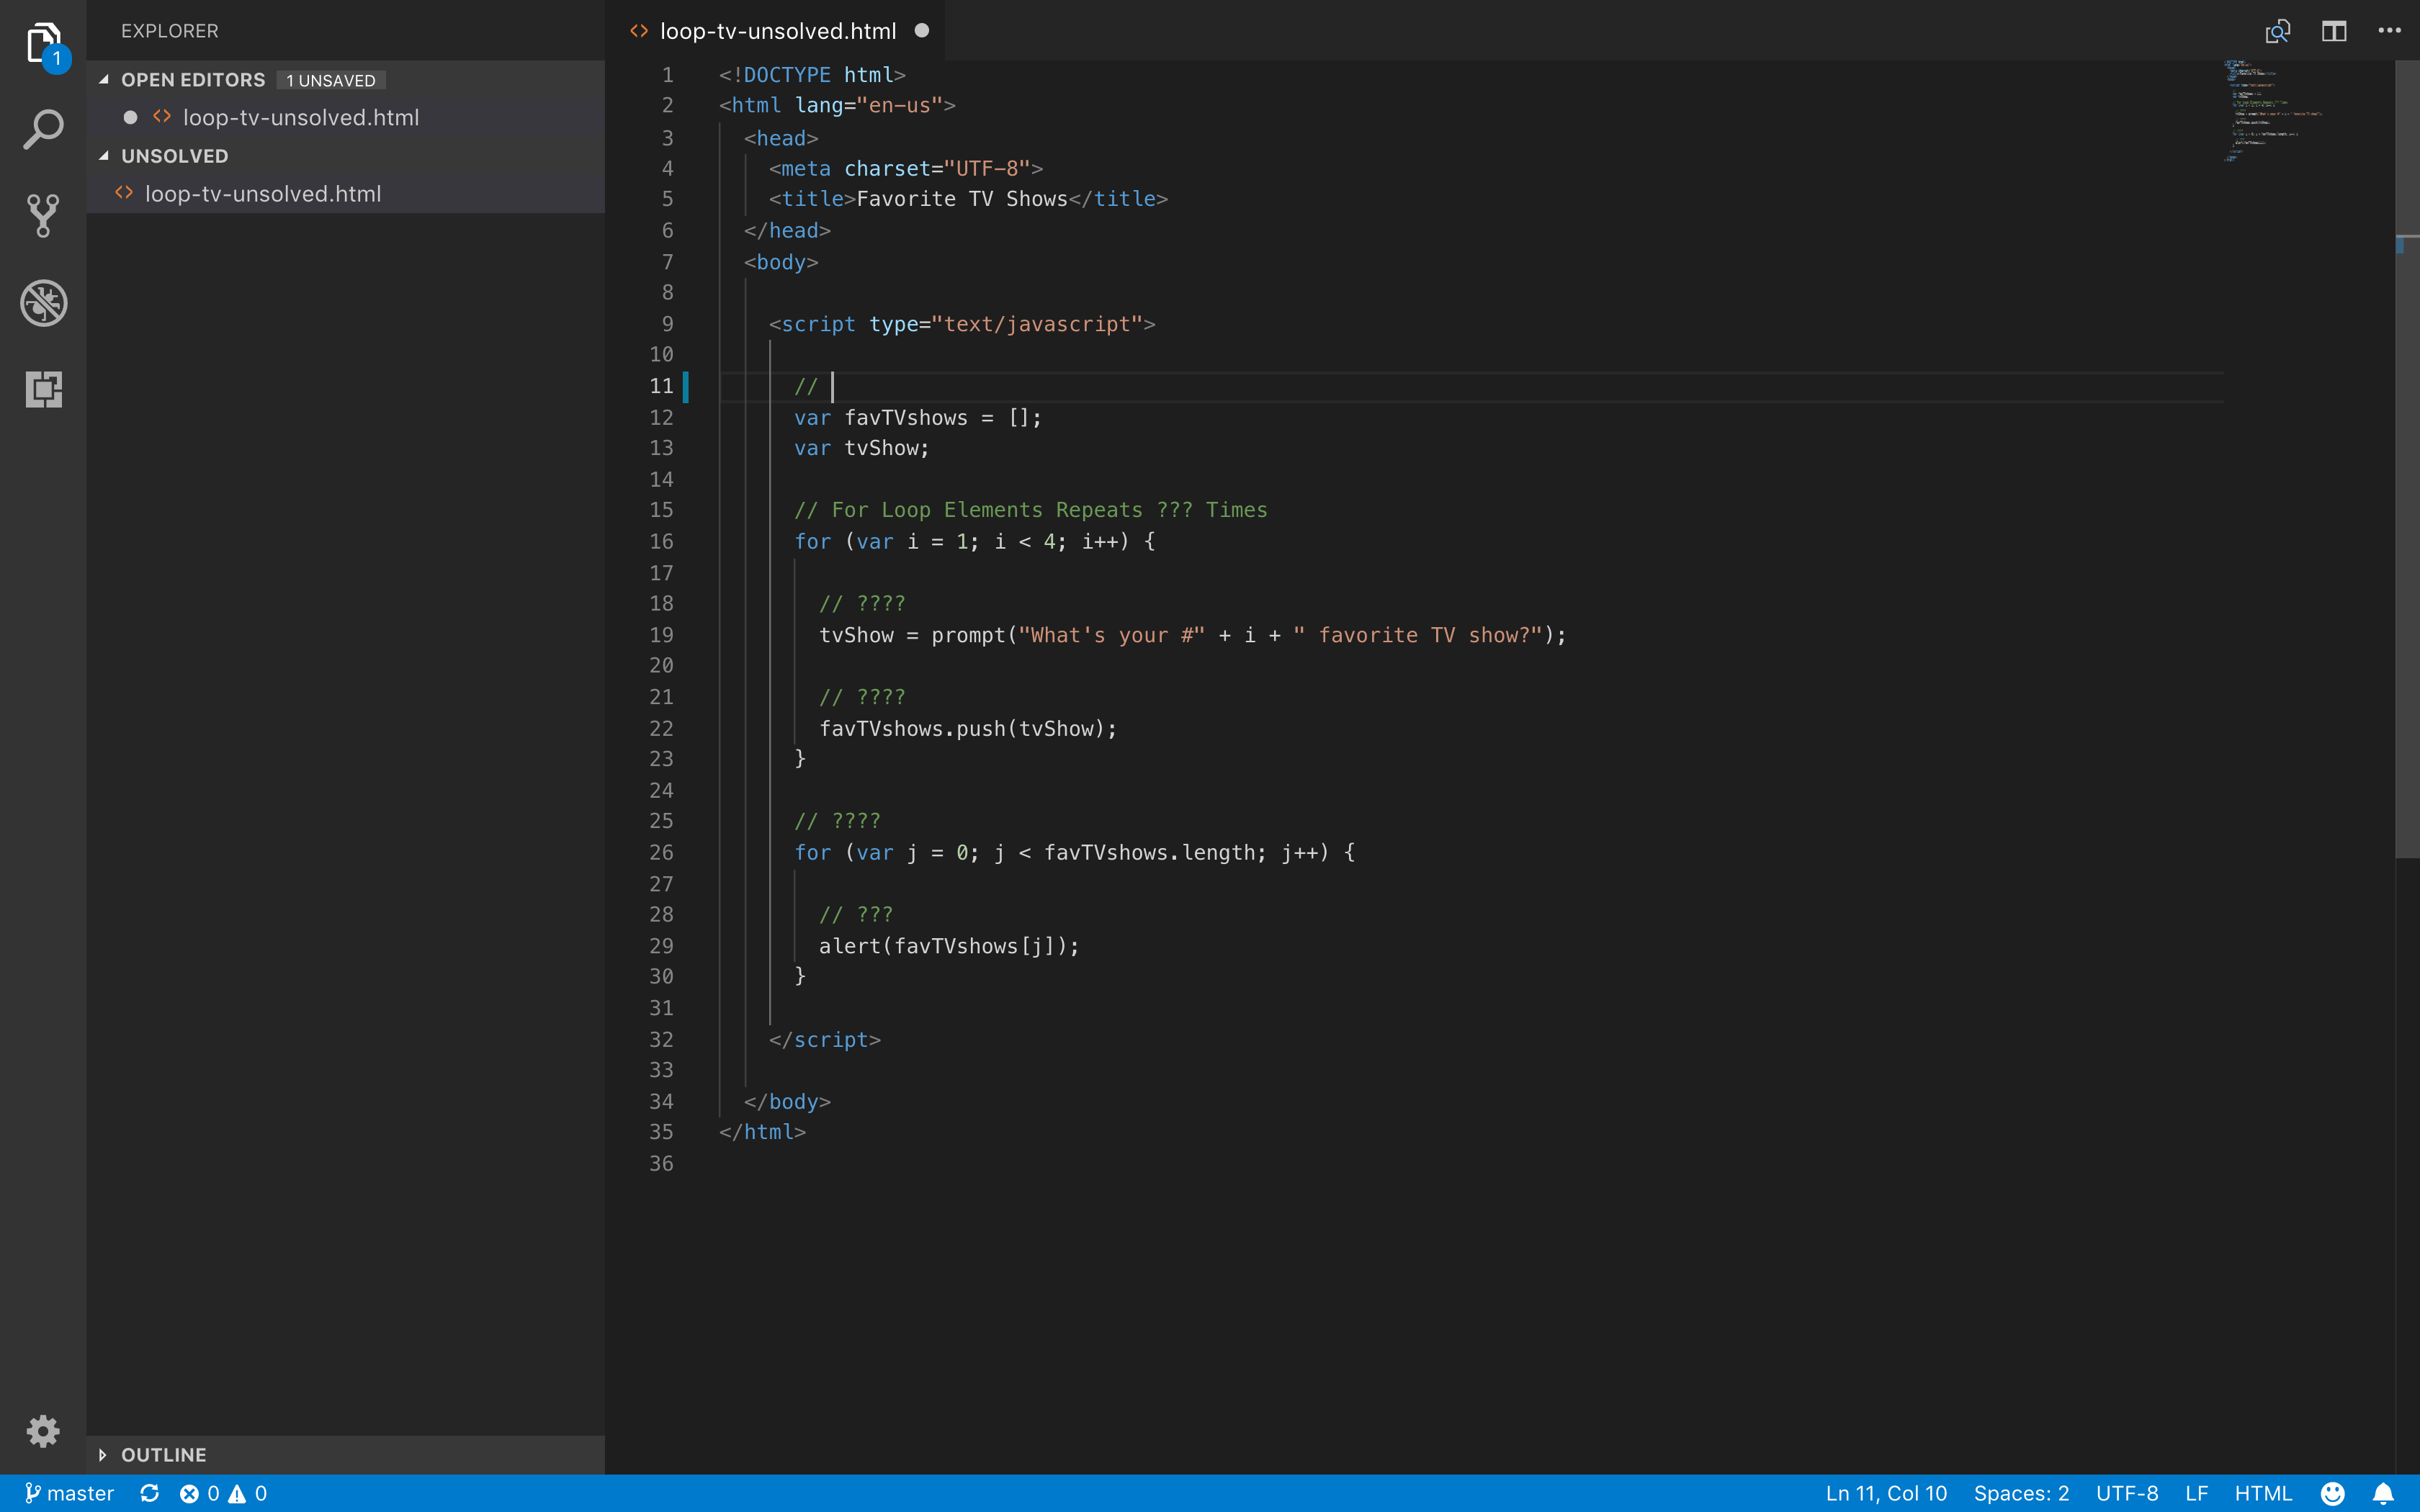 EXPLORER
OPEN EDITORS 1 UNSAVED
loop-tv-unsolved.html
UNSOLVED
loop-tv-unsolved.html
OUTLINE
1
loop-tv-unsolved.html
1 <!DOCTYPE html>
2 <html lang="en-us">
3 <head>
4 <meta charset="UTF-8">
5 <title>Favorite TV Shows</title>
6 </head>
7 <body>
8
9 <script type="text/javascript">
10
11 //
12 var favTVshows = [];
13 var tvShow;
14
15 // For Loop Elements Repeats ??? Times
16 for (var i = 1; i < 4; i++) {
17
18 // ????
19 tvShow = prompt("What's your #" + i + " favorite TV show?");
20
21 // ????
22 favTVshows.push(tvShow);
23 }
24
25 // ????
26 for (var j = 0; j < favTVshows.length; j++) {
27
28 // ???
29 alert(favTVshows[j]);
30 }
31
32 </script>
33
34 </body>
35 </html>
36
master 0 0 Ln 11, Col 10 Spaces: 2 UTF-8 LF HTML